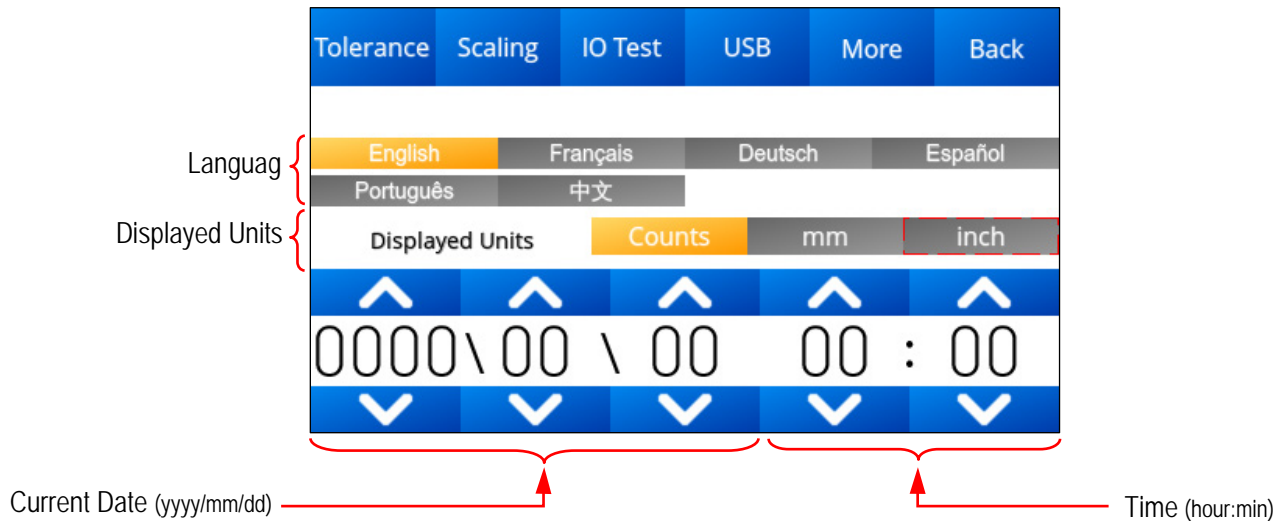 Tolerance Scaling IO Test USB More Back
Languag
English Français Deutsch Español
Português 中文
Displayed Units
Displayed Units Counts mm inch
0000\ 00 \ 00 00 : 00
Current Date (yyyy/mm/dd) Time (hour:min)